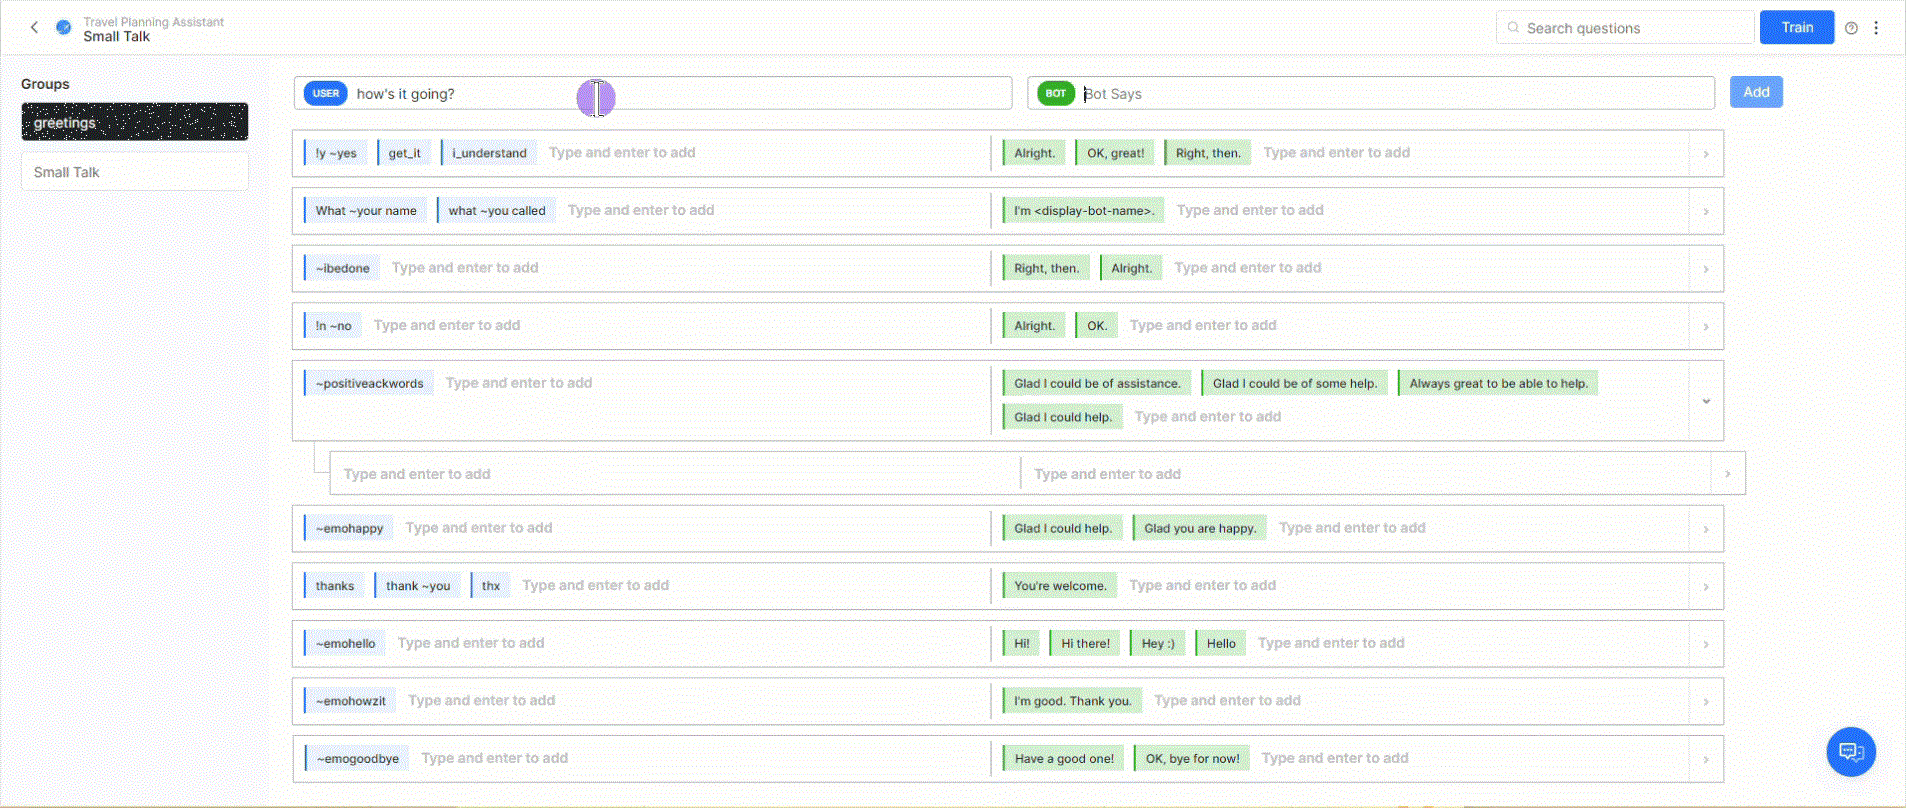 Travel Planning Assistant
Small Talk
Search questions
Train
Groups
greetings
Small Talk
USER how's it going?
BOT Bot Says
Add
!y ~yes get_it i_understand Type and enter to add
Alright. OK, great! Right, then. Type and enter to add
What ~your name what ~you called Type and enter to add
I'm <display-bot-name>. Type and enter to add
~ibedone Type and enter to add
Right, then. Alright. Type and enter to add
!n ~no Type and enter to add
Alright. OK. Type and enter to add
~positiveackwords Type and enter to add
Glad I could be of assistance. Glad I could be of some help. Always great to be able to help.
Glad I could help. Type and enter to add
Type and enter to add
Type and enter to add
~emohappy Type and enter to add
Glad I could help. Glad you are happy. Type and enter to add
thanks thank ~you thx Type and enter to add
You're welcome. Type and enter to add
~emohello Type and enter to add
Hi! Hi there! Hey :) Hello Type and enter to add
~emohowzit Type and enter to add
I'm good. Thank you. Type and enter to add
~emogoodbye Type and enter to add
Have a good one! OK, bye for now! Type and enter to add